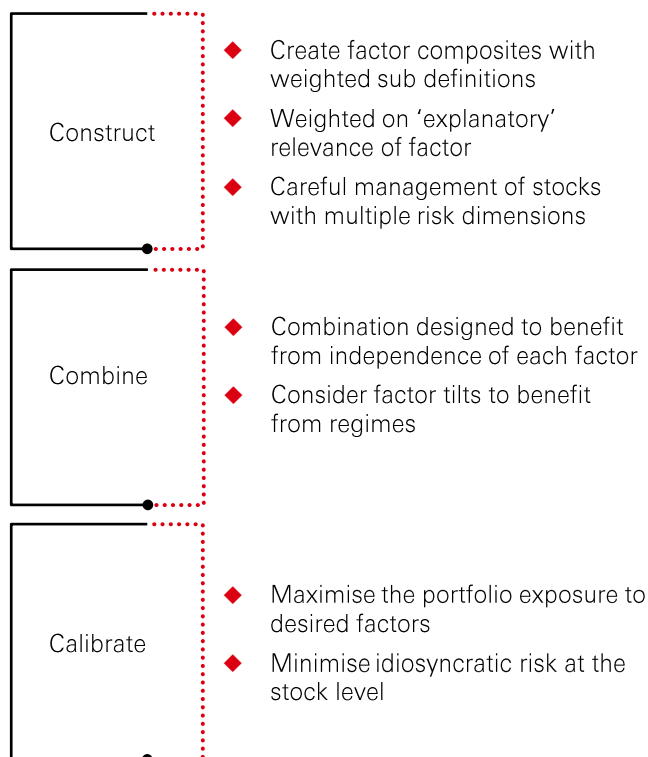 Construct
Create factor composites with
weighted sub definitions
Weighted on ‘explanatory’
relevance of factor
Careful management of stocks
with multiple risk dimensions
Combine
Combination designed to benefit
from independence of each factor
Consider factor tilts to benefit
from regimes
Calibrate
Maximise the portfolio exposure to
desired factors
Minimise idiosyncratic risk at the
stock level